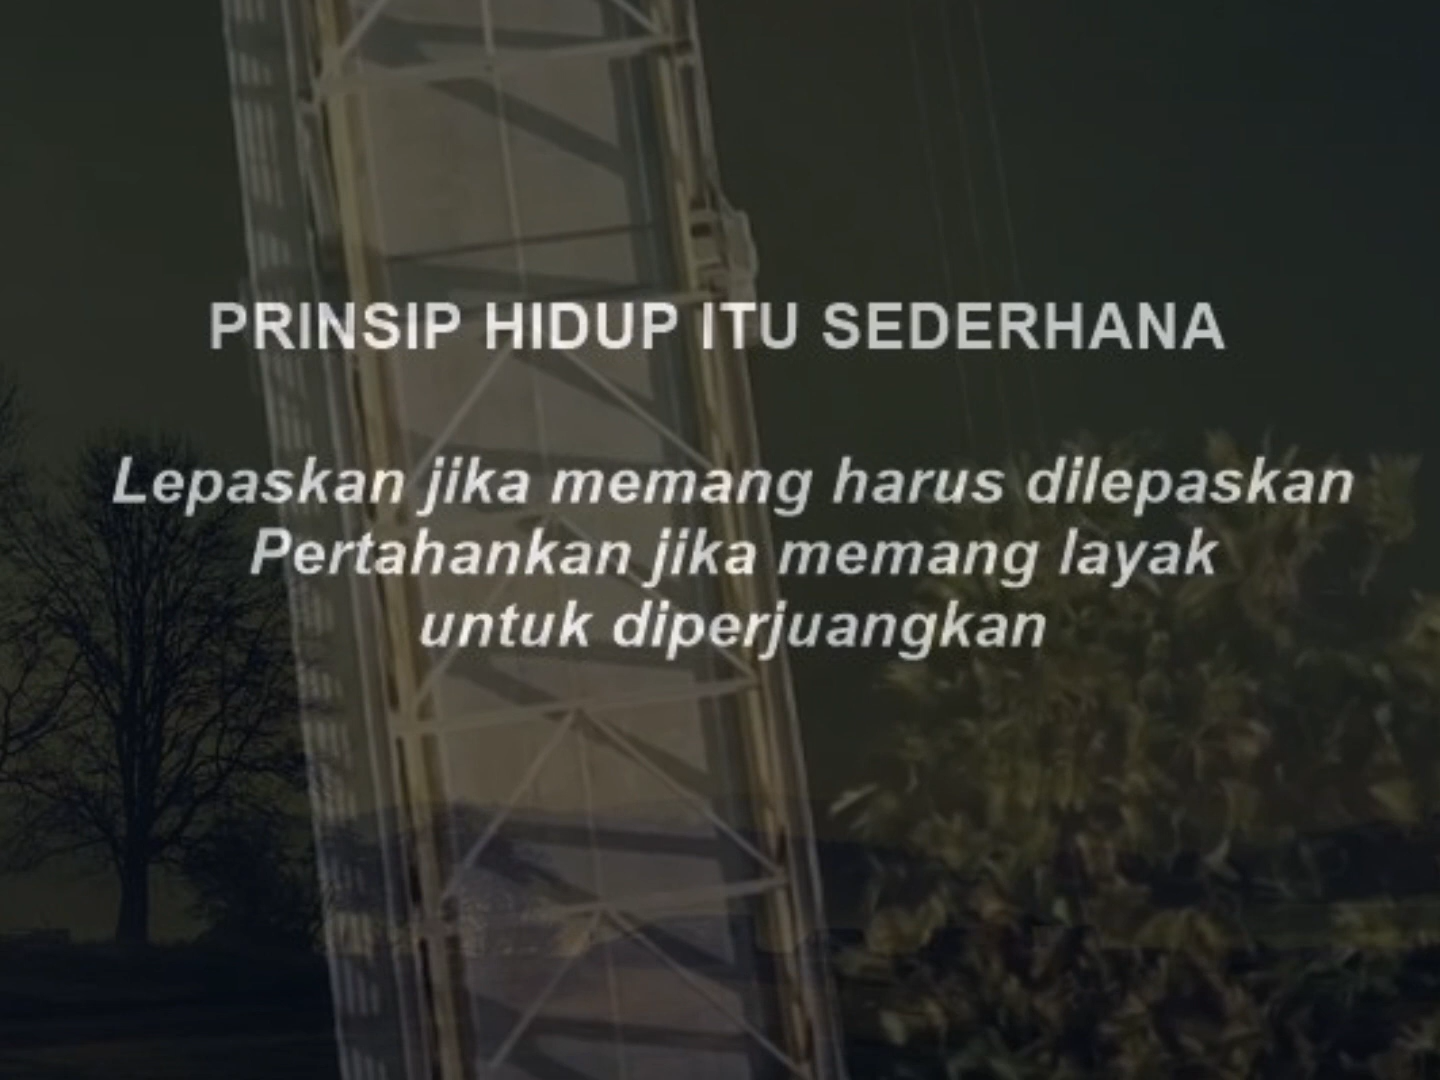 PRINSIP HIDUP ITU SEDERHANA
Lepaskan jika memang harus dilepaskan
Pertahankan jika memang layak
untuk diperjuangkan